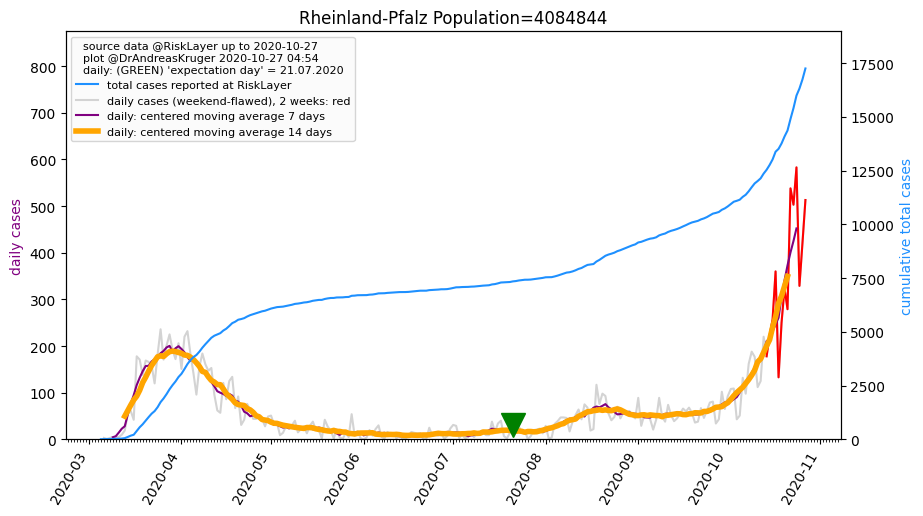 Rheinland-Pfalz Population=4084844
source data @RiskLayer up to 2020-10-27
plot @DrAndreasKruger 2020-10-27 04:54
daily: (GREEN) 'expectation day' = 21.07.2020
total cases reported at RiskLayer
daily cases (weekend-flawed), 2 weeks: red
daily: centered moving average 7 days
daily: centered moving average 14 days
daily cases
800
700
600
500
400
300
200
100
0
cumulative total cases
17500
15000
12500
10000
7500
5000
2500
0
2020-03
2020-04
2020-05
2020-06
2020-07
2020-08
2020-09
2020-10
2020-11